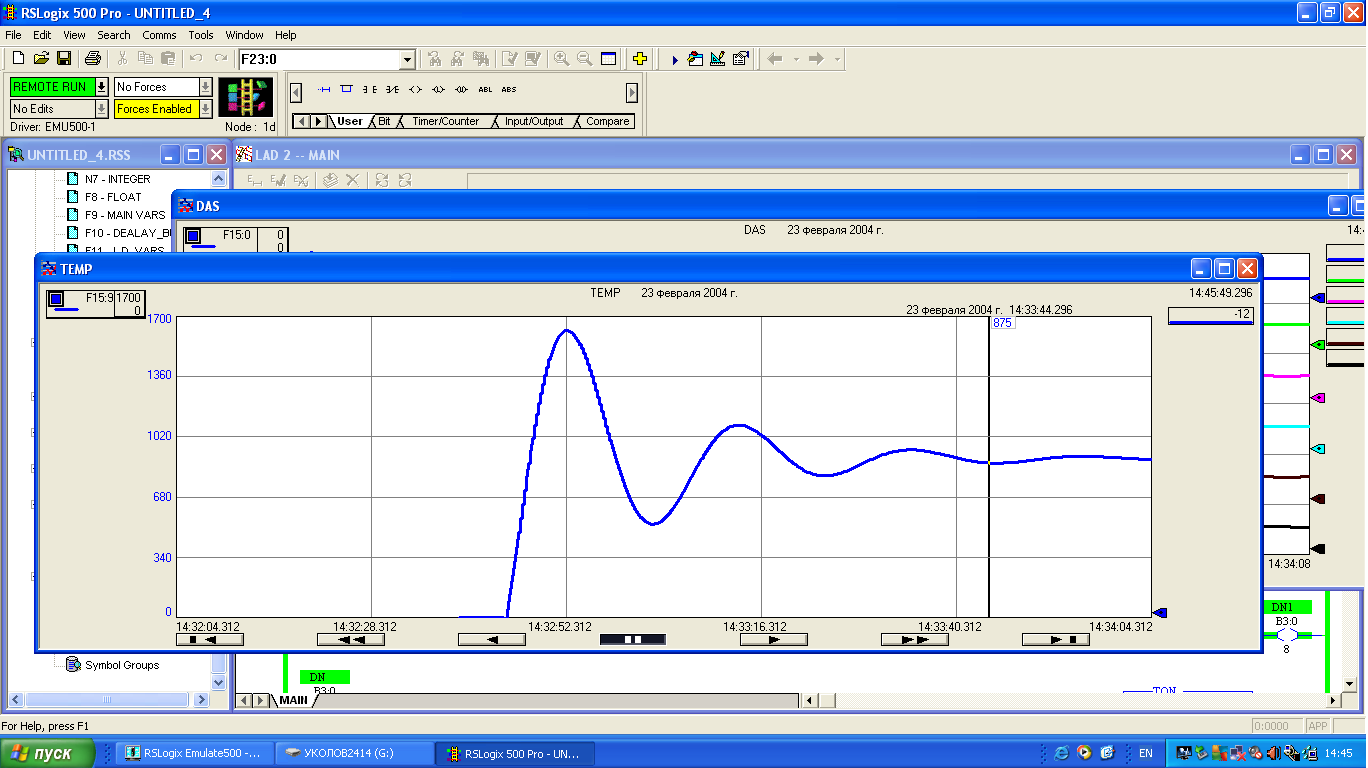 RSLogix 500 Pro - UNTITLED_4
File Edit View Search Comms Tools Window Help
F23:0
REMOTE RUN No Forces
No Edits Forces Enabled
Driver: EMU500-1 Node : 1d
ABL ABS
User Bit Timer/Counter Input/Output Compare
UNTITLED_4.RSS
LAD 2 -- MAIN
N7 - INTEGER
F8 - FLOAT
F9 - MAIN VARS
F10 - DEALAY_B
DAS
F15:0 0
0
DAS 23 февраля 2004 г.
TEMP
F15:9 1700
0
TEMP 23 февраля 2004 г.
14:45:49.296
23 февраля 2004 г. 14:33:44.296
875
-12
1700
1360
1020
680
340
0
14:32:04.312 14:32:28.312 14:32:52.312 14:33:16.312 14:33:40.312 14:34:04.312
14:34:08
DN1
B3:0
8
Symbol Groups
DN
B3:0
TON
MAIN
For Help, press F1
0:0000 APP
пуск
RSLogix Emulate500 -...
УКОЛОВ2414 (G:)
RSLogix 500 Pro - UN...
EN
14:45